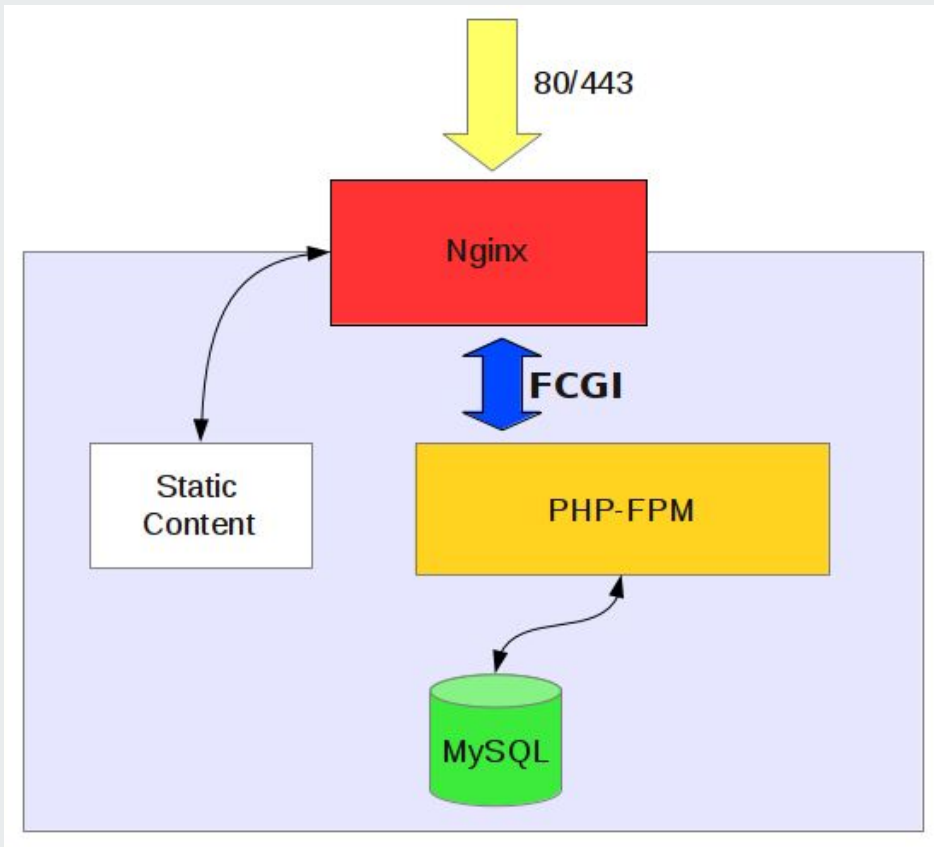 80/443
Nginx
FCGI
Static
Content
PHP-FPM
MySQL